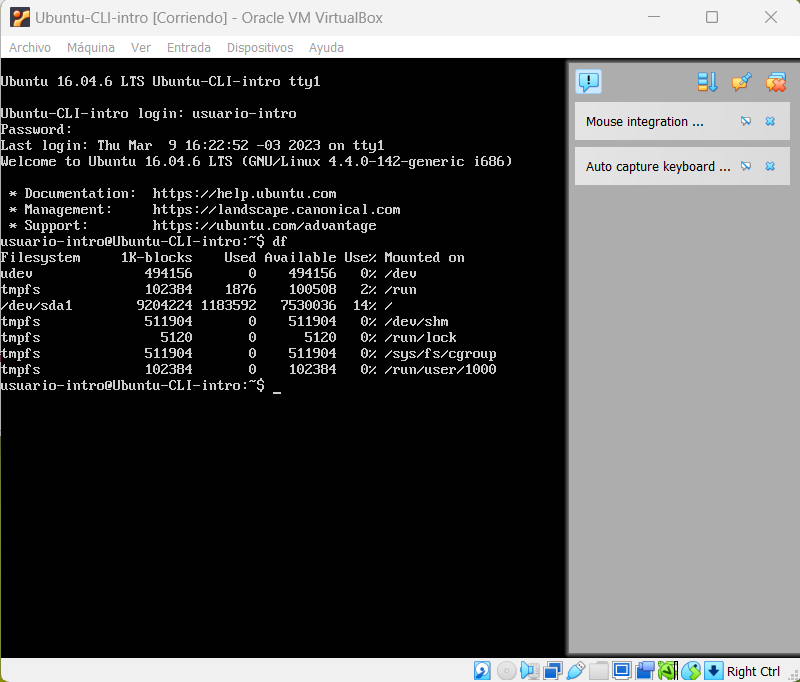 Ubuntu-CLI-intro [Corriendo] - Oracle VM VirtualBox
Archivo Máquina Ver Entrada Dispositivos Ayuda
Ubuntu 16.04.6 LTS Ubuntu-CLI-intro tty1
Ubuntu-CLI-intro login: usuario-intro
Password:
Last login: Thu Mar  9 16:22:52 -03 2023 on tty1
Welcome to Ubuntu 16.04.6 LTS (GNU/Linux 4.4.0-142-generic i686)
* Documentation:  https://help.ubuntu.com
* Management:     https://landscape.canonical.com
* Support:        https://ubuntu.com/advantage
usuario-intro@Ubuntu-CLI-intro:~$ df
Filesystem     1K-blocks    Used Available Use% Mounted on
udev              494156       0    494156   0% /dev
tmpfs             102384    1876    100508   2% /run
/dev/sda1        9204224 1183592   7530036  14% /
tmpfs             511904       0    511904   0% /dev/shm
tmpfs               5120       0      5120   0% /run/lock
tmpfs             511904       0    511904   0% /sys/fs/cgroup
tmpfs             102384       0    102384   0% /run/user/1000
usuario-intro@Ubuntu-CLI-intro:~$ _
Mouse integration ...
Auto capture keyboard ...
Right Ctrl